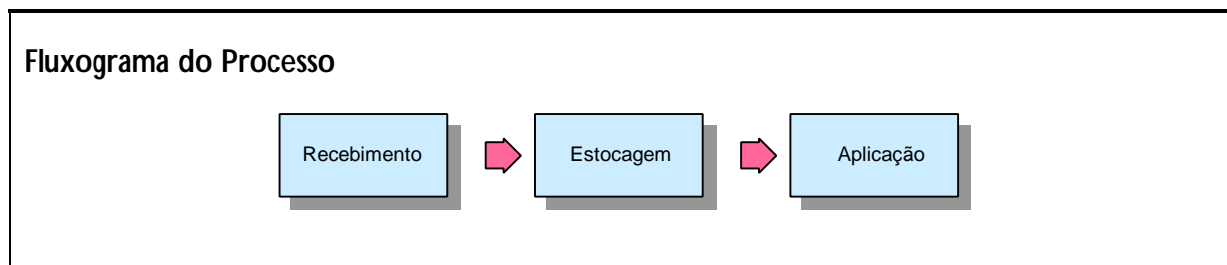 Fluxograma do Processo
Recebimento
Estocagem
Aplicação